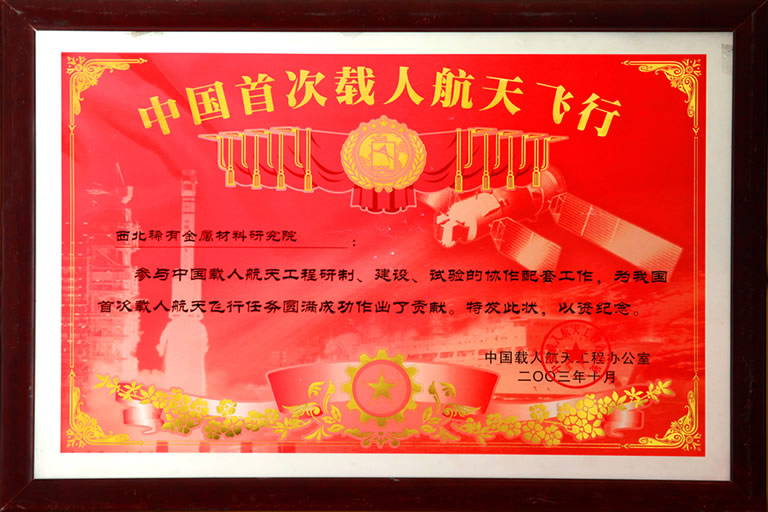 中国首次载人航天飞行
西北稀有金属材料研究院：
参与中国载人航天工程研制、建设、试验的协作配套工作，为我国
首次载人航天飞行任务圆满成功作出了贡献。特发此状，以资纪念。
中国载人航天工程办公室
二〇〇三年十月